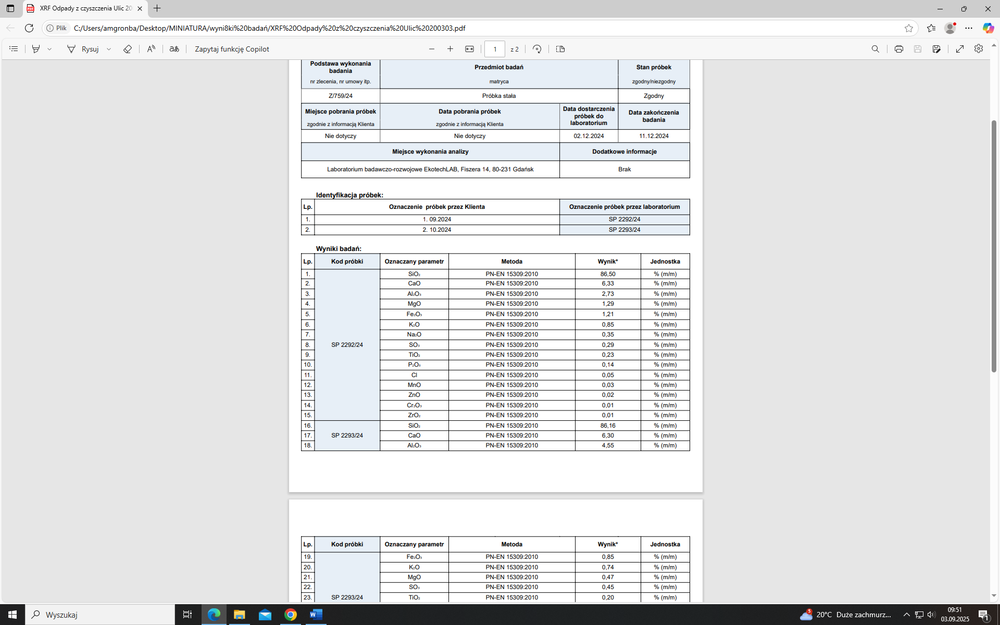 XRF Odpady z czyszczenia Ulic 20
Plik C:/Users/amgronba/Desktop/MINIATURA/wyni8ki%20badań/XRF%20Odpady%20z%20czyszczenia%20Ulic%20200303.pdf
Rysuj aあ Zapytaj funkcję Copilot 1 z 2
Podstawa wykonania badania Przedmiot badań Stan próbek
nr zlecenia, nr umowy itp. matryca zgodny/niezgodny
Z/759/24 Próbka stała Zgodny
Miejsce pobrania próbek Data pobrania próbek Data dostarczenia próbek do laboratorium Data zakończenia badania
zgodnie z informacją Klienta zgodnie z informacją Klienta
Nie dotyczy Nie dotyczy 02.12.2024 11.12.2024
Miejsce wykonania analizy Dodatkowe informacje
Laboratorium badawczo-rozwojowe EkotechLAB, Fiszera 14, 80-231 Gdańsk Brak
Identyfikacja próbek:
Lp. Oznaczenie próbek przez Klienta Oznaczenie próbek przez laboratorium
1. 1. 09.2024 SP 2292/24
2. 2. 10.2024 SP 2293/24
Wyniki badań:
Lp. Kod próbki Oznaczany parametr Metoda Wynik* Jednostka
1. SiO₂ PN-EN 15309:2010 86,50 % (m/m)
2. CaO PN-EN 15309:2010 6,33 % (m/m)
3. Al₂O₃ PN-EN 15309:2010 2,73 % (m/m)
4. MgO PN-EN 15309:2010 1,29 % (m/m)
5. Fe₂O₃ PN-EN 15309:2010 1,21 % (m/m)
6. K₂O PN-EN 15309:2010 0,85 % (m/m)
7. Na₂O PN-EN 15309:2010 0,35 % (m/m)
8. SP 2292/24 SO₃ PN-EN 15309:2010 0,29 % (m/m)
9. TiO₂ PN-EN 15309:2010 0,23 % (m/m)
10. P₂O₅ PN-EN 15309:2010 0,14 % (m/m)
11. Cl PN-EN 15309:2010 0,05 % (m/m)
12. MnO PN-EN 15309:2010 0,03 % (m/m)
13. ZnO PN-EN 15309:2010 0,02 % (m/m)
14. Cr₂O₃ PN-EN 15309:2010 0,01 % (m/m)
15. ZrO₂ PN-EN 15309:2010 0,01 % (m/m)
16. SiO₂ PN-EN 15309:2010 86,16 % (m/m)
17. SP 2293/24 CaO PN-EN 15309:2010 6,30 % (m/m)
18. Al₂O₃ PN-EN 15309:2010 4,55 % (m/m)
Lp. Kod próbki Oznaczany parametr Metoda Wynik* Jednostka
19. Fe₂O₃ PN-EN 15309:2010 0,85 % (m/m)
20. K₂O PN-EN 15309:2010 0,74 % (m/m)
21. MgO PN-EN 15309:2010 0,47 % (m/m)
22. SO₃ PN-EN 15309:2010 0,45 % (m/m)
23. SP 2293/24 TiO₂ PN-EN 15309:2010 0,20 % (m/m)
Wyszukaj 5 20°C Duże zachmurz... 09:51
03.09.2025 1